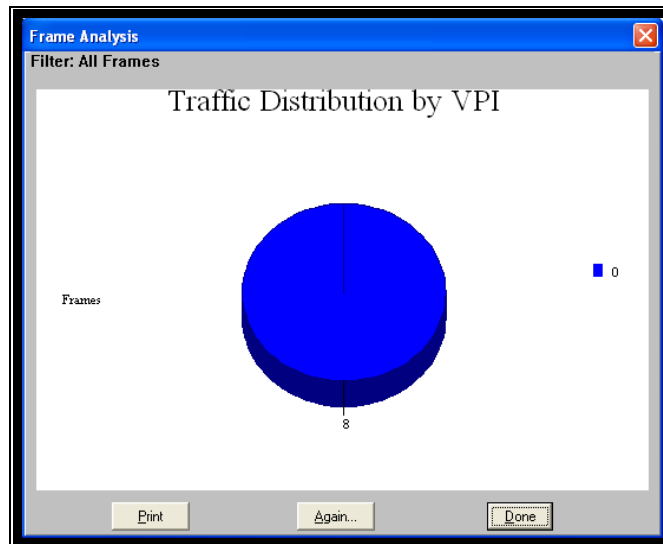 Frame Analysis
Filter: All Frames
Traffic Distribution by VPI
0
Frames
8
Print
Again...
Done